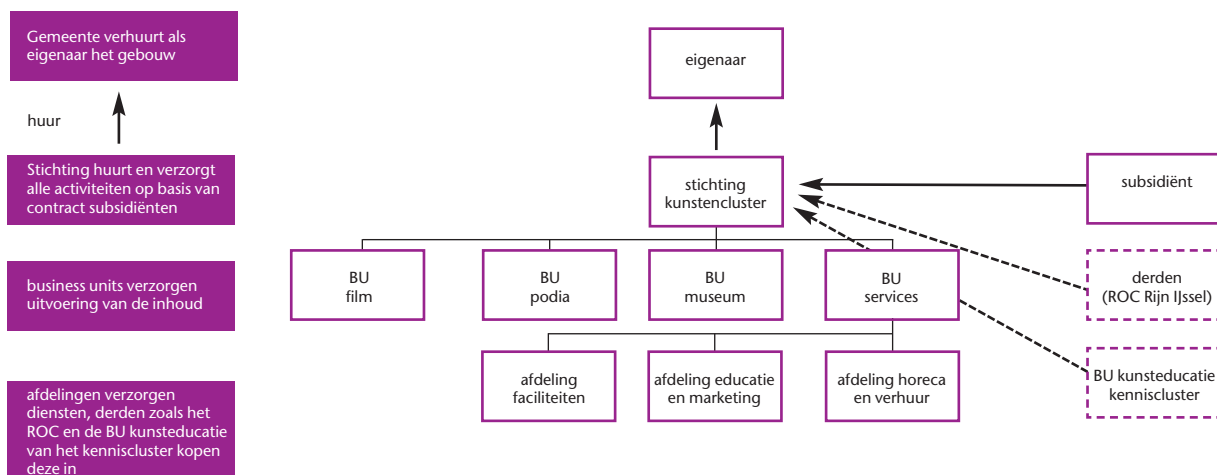 Gemeente verhuurt als
eigenaar het gebouw
huur
Stichting huurt en verzorgt
alle activiteiten op basis van
contract subsidiënten
business units verzorgen
uitvoering van de inhoud
afdelingen verzorgen
diensten, derden zoals het
ROC en de BU kunsteducatie
van het kenniscluster kopen
deze in
eigenaar
stichting
kunstencluster
subsidiënt
BU
film
BU
podia
BU
museum
BU
services
derden
(ROC Rijn IJssel)
afdeling
faciliteiten
afdeling educatie
en marketing
afdeling horeca
en verhuur
BU kunsteducatie
kenniscluster